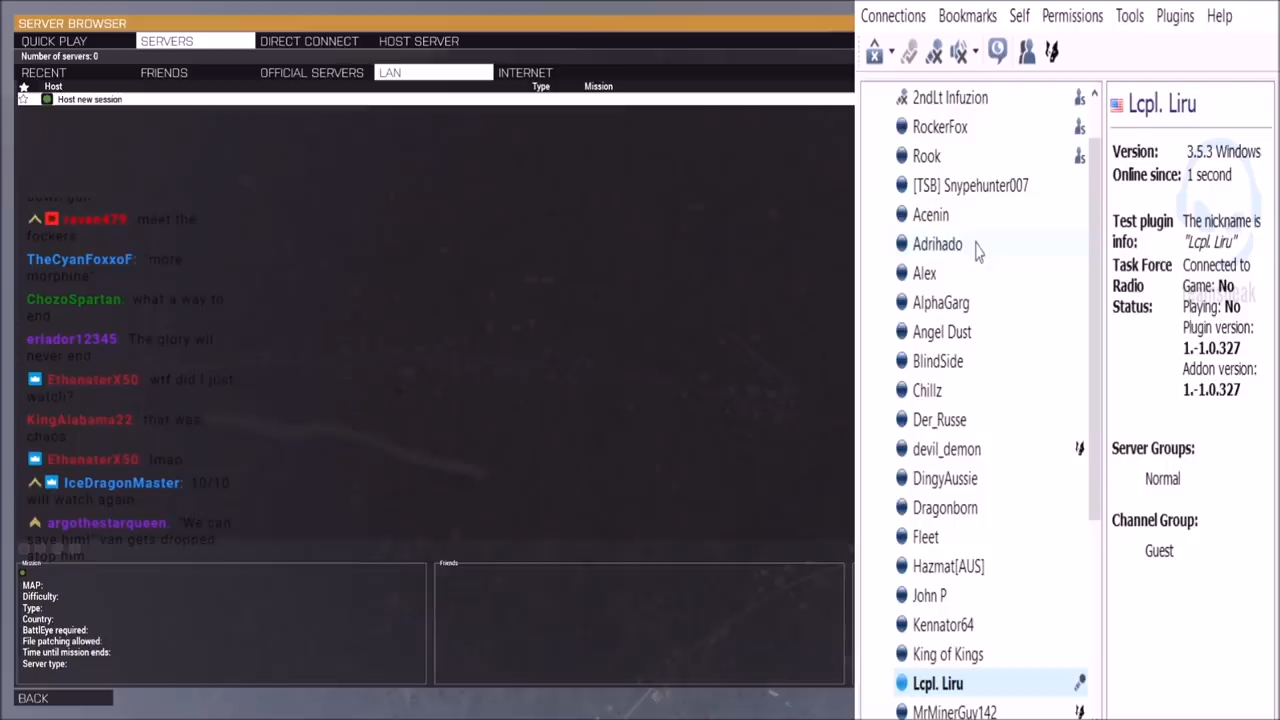 SERVER BROWSER
QUICK PLAY
SERVERS
DIRECT CONNECT
HOST SERVER
Number of servers: 0
RECENT
FRIENDS
OFFICIAL SERVERS
LAN
INTERNET
Host
Type
Mission
Host new session
raven479: meet the
fockers
TheCyanFoxxoF: "more
morphine"
ChozoSpartan: what a way to
end
eriador12345: The glory wil
never end
EthanaterX50: wtf did I just
watch?
KingAlabama22: that was
chaos
EthanaterX50: lmao
IceDragonMaster: 10/10
will watch again
argothestarqueen: "We can
save him!" van gets dropped
atop him
Mission
MAP:
Difficulty:
Type:
Country:
BattlEye required:
File patching allowed:
Time until mission ends:
Server type:
Friends
BACK
Connections Bookmarks Self Permissions Tools Plugins Help
2ndLt Infuzion
RockerFox
Rook
[TSB] Snypehunter007
Acenin
Adrihado
Alex
AlphaGarg
Angel Dust
BlindSide
Chillz
Der_Russe
devil_demon
DingyAussie
Dragonborn
Fleet
Hazmat[AUS]
John P
Kennator64
King of Kings
Lcpl. Liru
MrMinerGuy142
Lcpl. Liru
Version: 3.5.3 Windows
Online since: 1 second
Test plugin The nickname is
info: "Lcpl. Liru"
Task Force Connected to
Radio Game: No
Status: Playing: No
Plugin version:
1.-1.0.327
Addon version:
1.-1.0.327
Server Groups:
Normal
Channel Group:
Guest